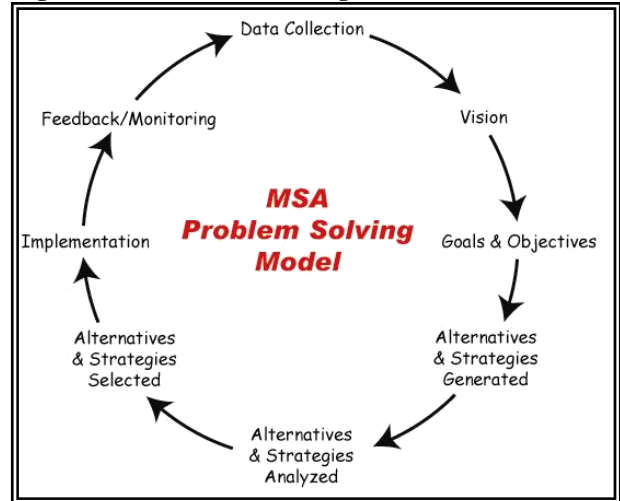 Data Collection
Vision
Goals & Objectives
Alternatives
& Strategies
Generated
Alternatives
& Strategies
Analyzed
Alternatives
& Strategies
Selected
Implementation
Feedback/Monitoring
MSA
Problem Solving
Model